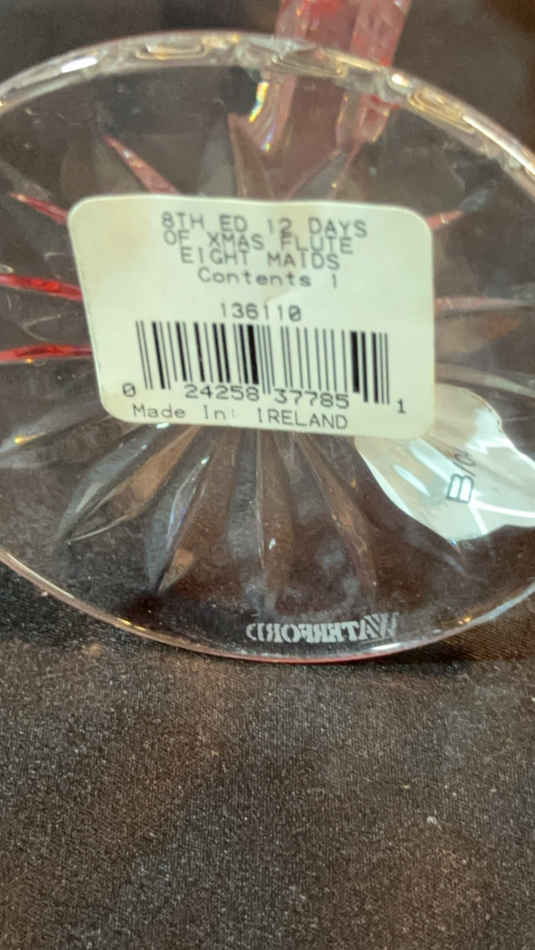 8TH ED 12 DAYS
OF XMAS FLUTE
EIGHT MAIDS
Contents 1
136110
0 24258 37785 1
Made In: IRELAND
WATERFORD